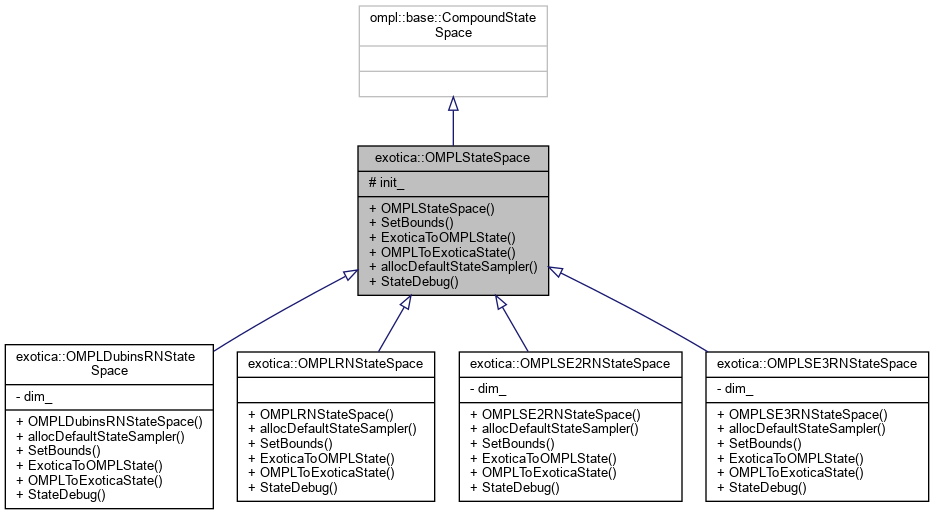 ompl::base::CompoundState
Space
exotica::OMPLStateSpace
# init_
+ OMPLStateSpace()
+ SetBounds()
+ ExoticaToOMPLState()
+ OMPLToExoticaState()
+ allocDefaultStateSampler()
+ StateDebug()
exotica::OMPLDubinsRNState
Space
- dim_
+ OMPLDubinsRNStateSpace()
+ allocDefaultStateSampler()
+ SetBounds()
+ ExoticaToOMPLState()
+ OMPLToExoticaState()
+ StateDebug()
exotica::OMPLRNStateSpace
+ OMPLRNStateSpace()
+ allocDefaultStateSampler()
+ SetBounds()
+ ExoticaToOMPLState()
+ OMPLToExoticaState()
+ StateDebug()
exotica::OMPLSE2RNStateSpace
- dim_
+ OMPLSE2RNStateSpace()
+ allocDefaultStateSampler()
+ SetBounds()
+ ExoticaToOMPLState()
+ OMPLToExoticaState()
+ StateDebug()
exotica::OMPLSE3RNStateSpace
- dim_
+ OMPLSE3RNStateSpace()
+ allocDefaultStateSampler()
+ SetBounds()
+ ExoticaToOMPLState()
+ OMPLToExoticaState()
+ StateDebug()